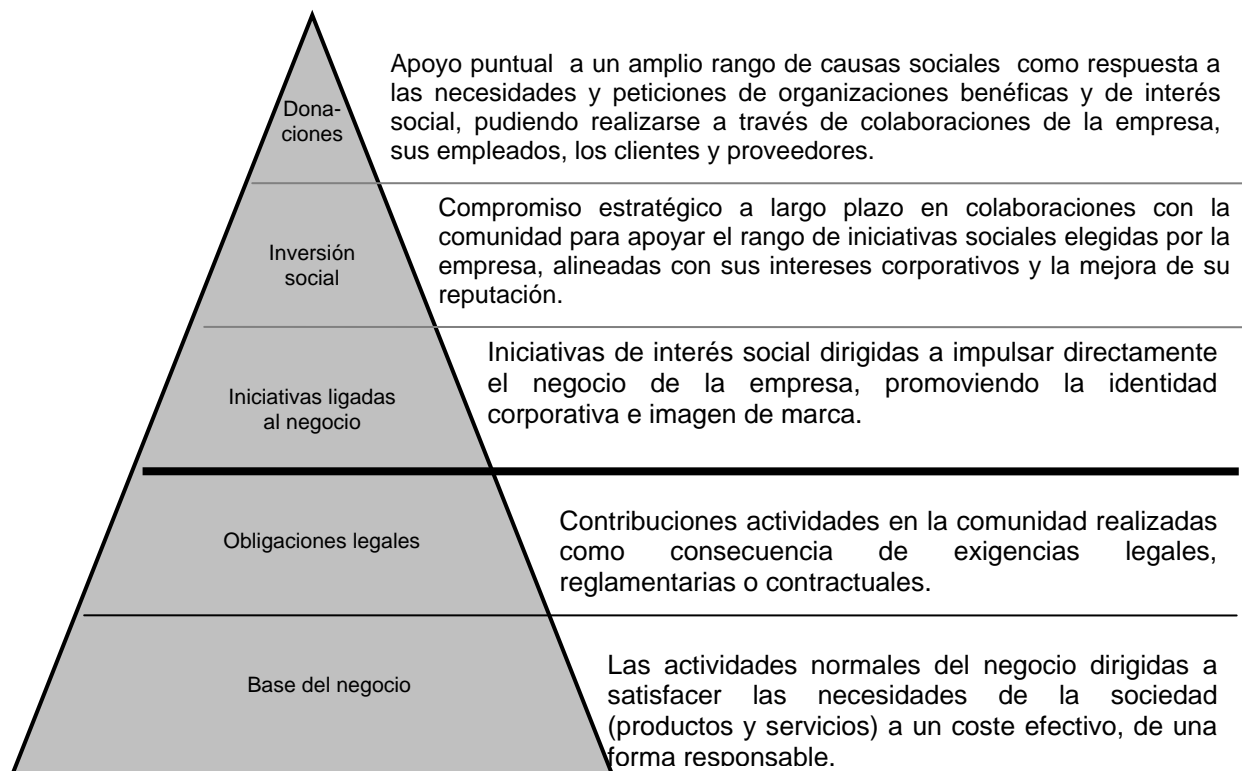 Dona-
ciones
Apoyo puntual a un amplio rango de causas sociales como respuesta a
las necesidades y peticiones de organizaciones benéficas y de interés
social, pudiendo realizarse a través de colaboraciones de la empresa,
sus empleados, los clientes y proveedores.
Inversión
social
Compromiso estratégico a largo plazo en colaboraciones con la
comunidad para apoyar el rango de iniciativas sociales elegidas por la
empresa, alineadas con sus intereses corporativos y la mejora de su
reputación.
Iniciativas ligadas
al negocio
Iniciativas de interés social dirigidas a impulsar directamente
el negocio de la empresa, promoviendo la identidad
corporativa e imagen de marca.
Obligaciones legales
Contribuciones actividades en la comunidad realizadas
como consecuencia de exigencias legales,
reglamentarias o contractuales.
Base del negocio
Las actividades normales del negocio dirigidas a
satisfacer las necesidades de la sociedad
(productos y servicios) a un coste efectivo, de una
forma responsable.